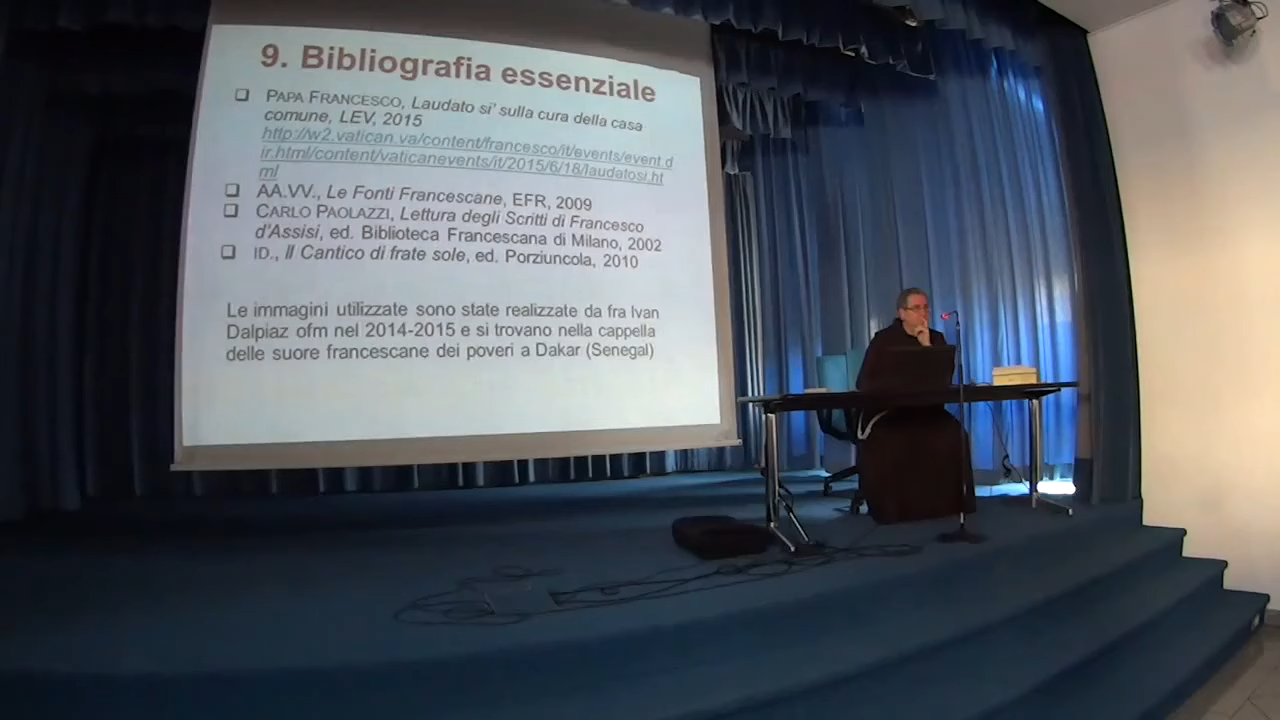 9. Bibliografia essenziale
❑ PAPA FRANCESCO, Laudato si' sulla cura della casa
comune, LEV, 2015
http://w2.vatican.va/content/francesco/it/events/event.d
ir.html/content/vaticanevents/it/2015/6/18/laudatosi.ht
ml
❑ AA.VV., Le Fonti Francescane, EFR, 2009
❑ CARLO PAOLAZZI, Lettura degli Scritti di Francesco
d'Assisi, ed. Biblioteca Francescana di Milano, 2002
❑ ID., Il Cantico di frate sole, ed. Porziuncola, 2010
Le immagini utilizzate sono state realizzate da fra Ivan
Dalpiaz ofm nel 2014-2015 e si trovano nella cappella
delle suore francescane dei poveri a Dakar (Senegal)